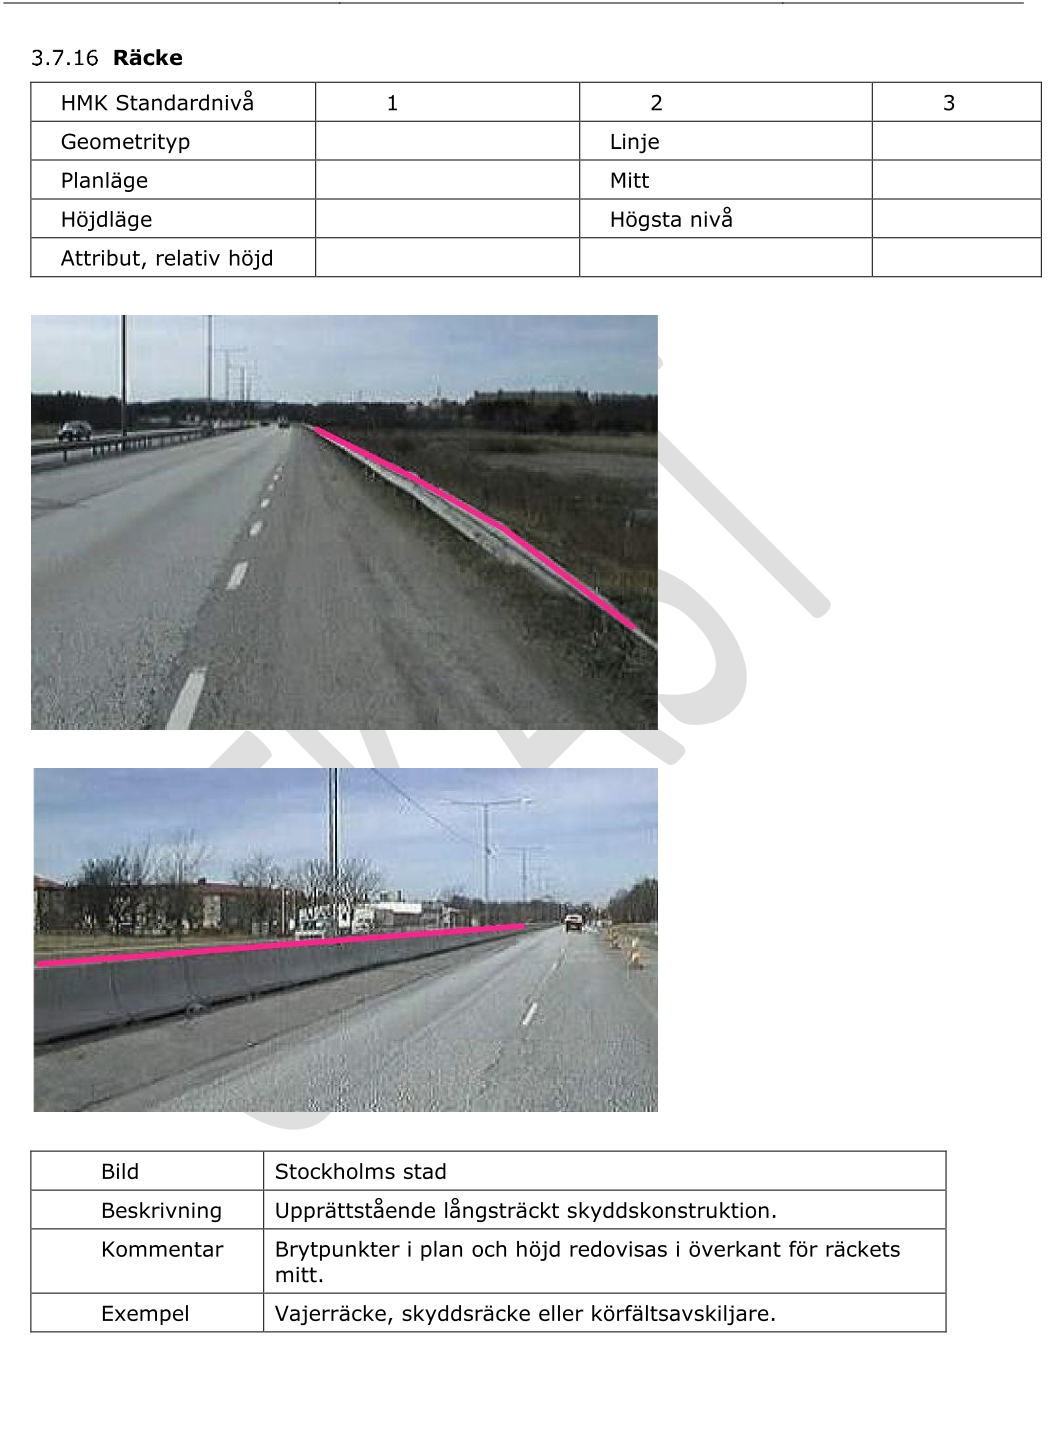 3.7.16 Räcke
HMK Standardnivå 1 2 3
Geometrityp Linje
Planläge Mitt
Höjdläge Högsta nivå
Attribut, relativ höjd
Bild Stockholms stad
Beskrivning Upprättstående långsträckt skyddskonstruktion.
Kommentar Brytpunkter i plan och höjd redovisas i överkant för räckets
mitt.
Exempel Vajerräcke, skyddsräcke eller körfältsavskiljare.